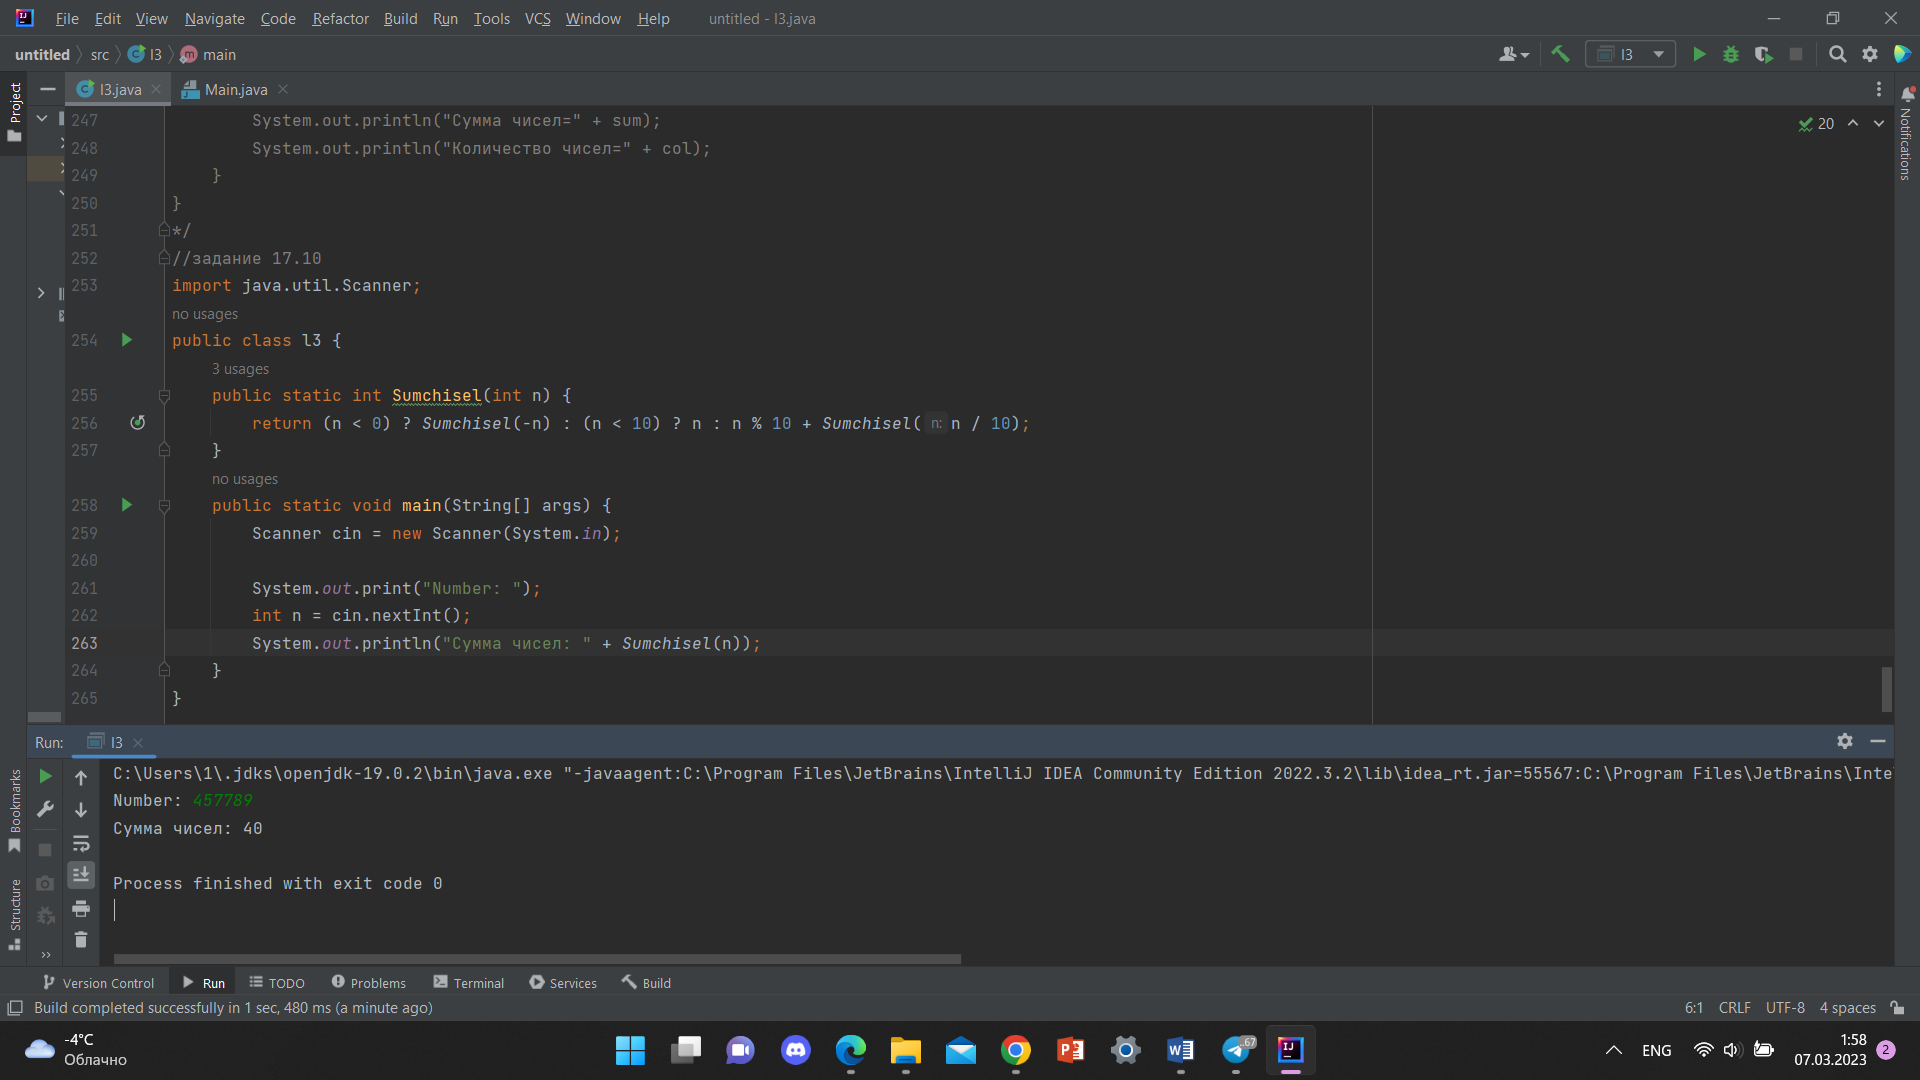 File Edit View Navigate Code Refactor Build Run Tools VCS Window Help untitled - l3.java
untitled src l3 main l3
Project l3.java Main.java
20
Notifications
247 System.out.println("Сумма чисел=" + sum);
248 System.out.println("Количество чисел=" + col);
249 }
250 }
251 */
252 //задание 17.10
253 import java.util.Scanner;
no usages
254 public class l3 {
3 usages
255 public static int Sumchisel(int n) {
256 return (n < 0) ? Sumchisel(-n) : (n < 10) ? n : n % 10 + Sumchisel( n: n / 10);
257 }
no usages
258 public static void main(String[] args) {
259 Scanner cin = new Scanner(System.in);
260
261 System.out.print("Number: ");
262 int n = cin.nextInt();
263 System.out.println("Сумма чисел: " + Sumchisel(n));
264 }
265 }
Run: l3
C:\Users\1\.jdks\openjdk-19.0.2\bin\java.exe "-javaagent:C:\Program Files\JetBrains\IntelliJ IDEA Community Edition 2022.3.2\lib\idea_rt.jar=55567:C:\Program Files\JetBrains\Inte
Number: 457789
Сумма чисел: 40
Process finished with exit code 0
Bookmarks
Structure
Version Control Run TODO Problems Terminal Services Build
Build completed successfully in 1 sec, 480 ms (a minute ago) 6:1 CRLF UTF-8 4 spaces
-4°C
Облачно
..67
ENG
1:58
07.03.2023
2